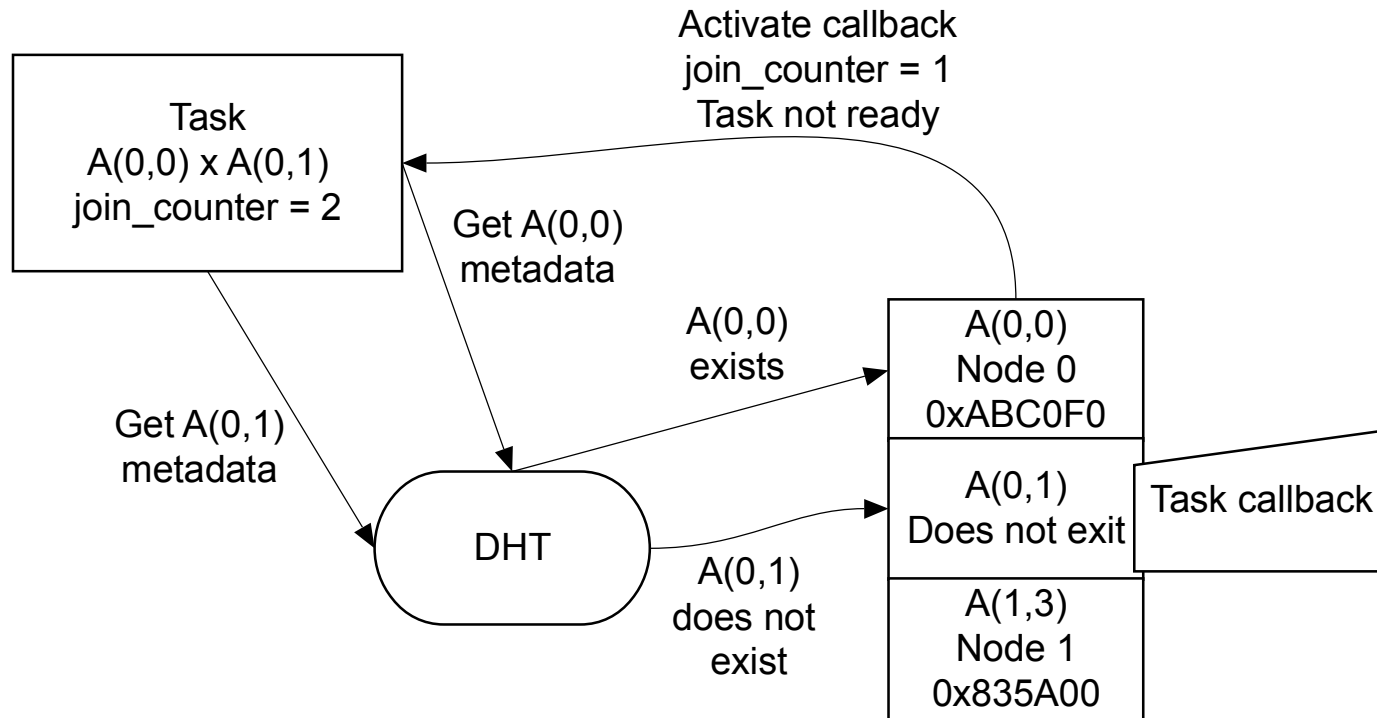 Activate callback
join_counter = 1
Task not ready
Task
A(0,0) x A(0,1)
join_counter = 2
Get A(0,0)
metadata
A(0,0)
exists
Get A(0,1)
metadata
DHT
A(0,1)
does not
exist
A(0,0)
Node 0
0xABC0F0
A(0,1)
Does not exit
Task callback
A(1,3)
Node 1
0x835A00